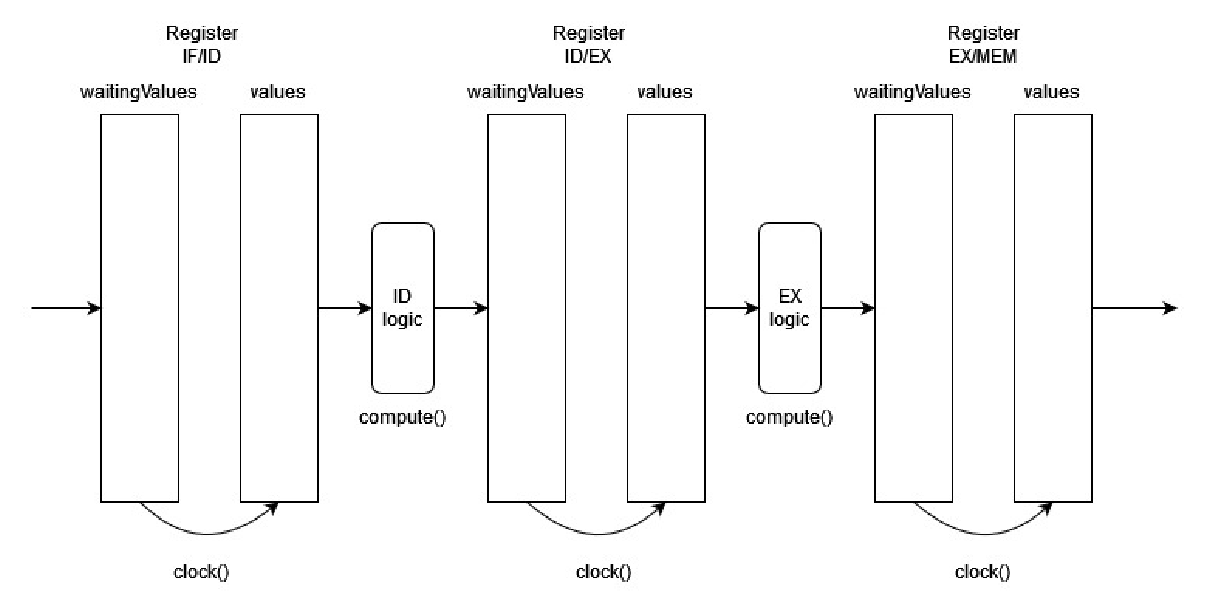 Register
IF/ID
Register
ID/EX
Register
EX/MEM
waitingValues
values
waitingValues
values
waitingValues
values
ID
logic
EX
logic
compute()
compute()
clock()
clock()
clock()